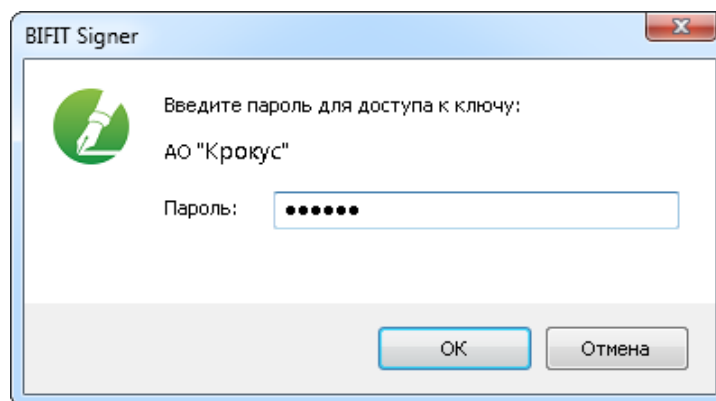 BIFIT Signer
Введите пароль для доступа к ключу:
АО "Крокус"
Пароль: ●●●●●●
ОК
Отмена